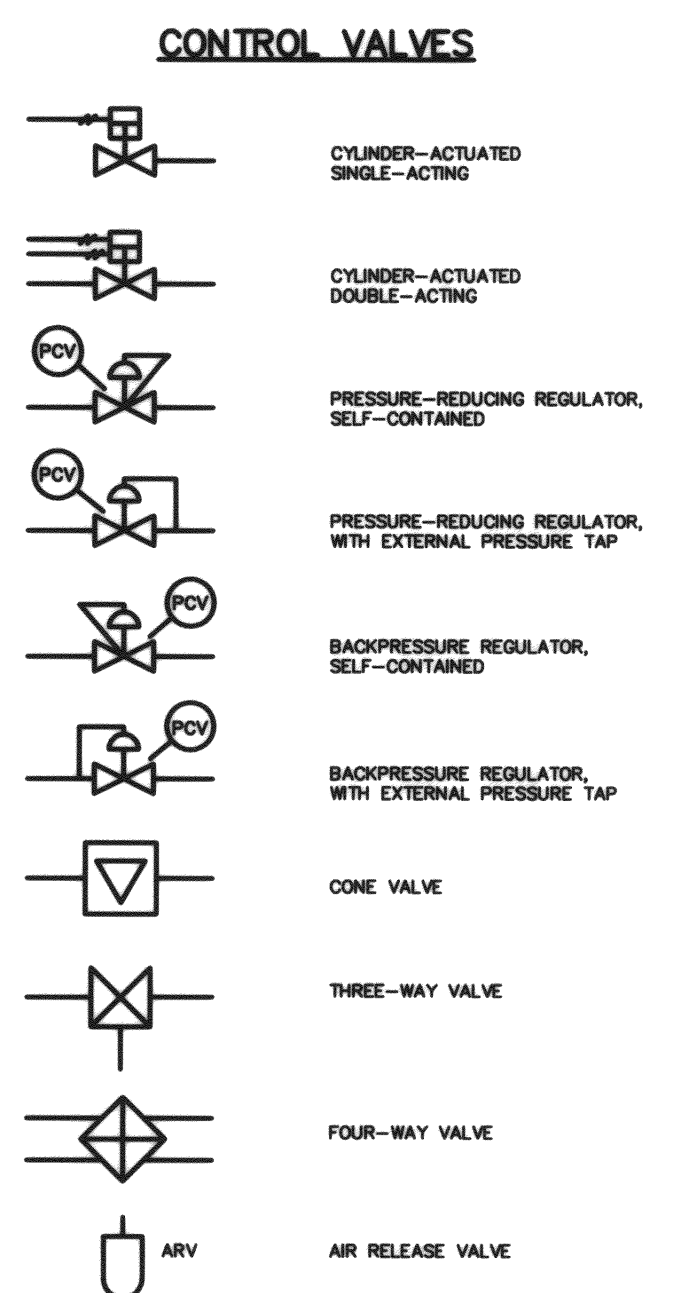 CONTROL VALVES
CYLINDER-ACTUATED
SINGLE-ACTING
CYLINDER-ACTUATED
DOUBLE-ACTING
PCV
PRESSURE-REDUCING REGULATOR,
SELF-CONTAINED
PCV
PRESSURE-REDUCING REGULATOR,
WITH EXTERNAL PRESSURE TAP
PCV
BACKPRESSURE REGULATOR,
SELF-CONTAINED
PCV
BACKPRESSURE REGULATOR,
WITH EXTERNAL PRESSURE TAP
CONE VALVE
THREE-WAY VALVE
FOUR-WAY VALVE
ARV AIR RELEASE VALVE